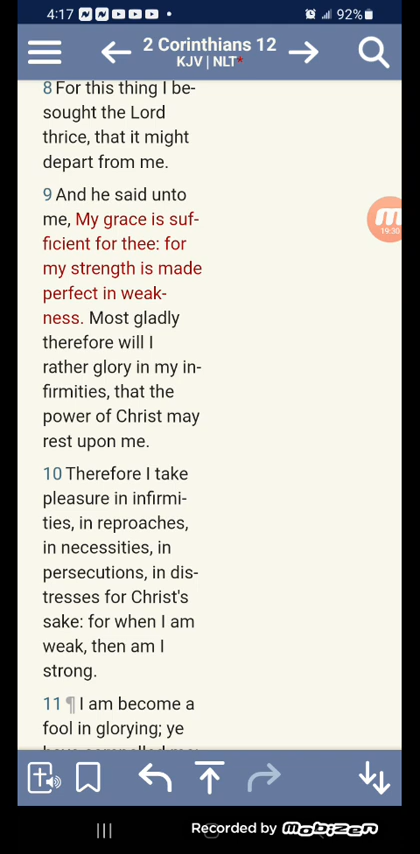 4:17 92%
2 Corinthians 12
KJV | NLT*
8 For this thing I be-
sought the Lord
thrice, that it might
depart from me.
9 And he said unto
me, My grace is suf-
ficient for thee: for
my strength is made
perfect in weak-
ness. Most gladly
therefore will I
rather glory in my in-
firmities, that the
power of Christ may
rest upon me.
10 Therefore I take
pleasure in infirmi-
ties, in reproaches,
in necessities, in
persecutions, in dis-
tresses for Christ's
sake: for when I am
weak, then am I
strong.
11 ¶ I am become a
fool in glorying; ye
19:30
Recorded by mobizen